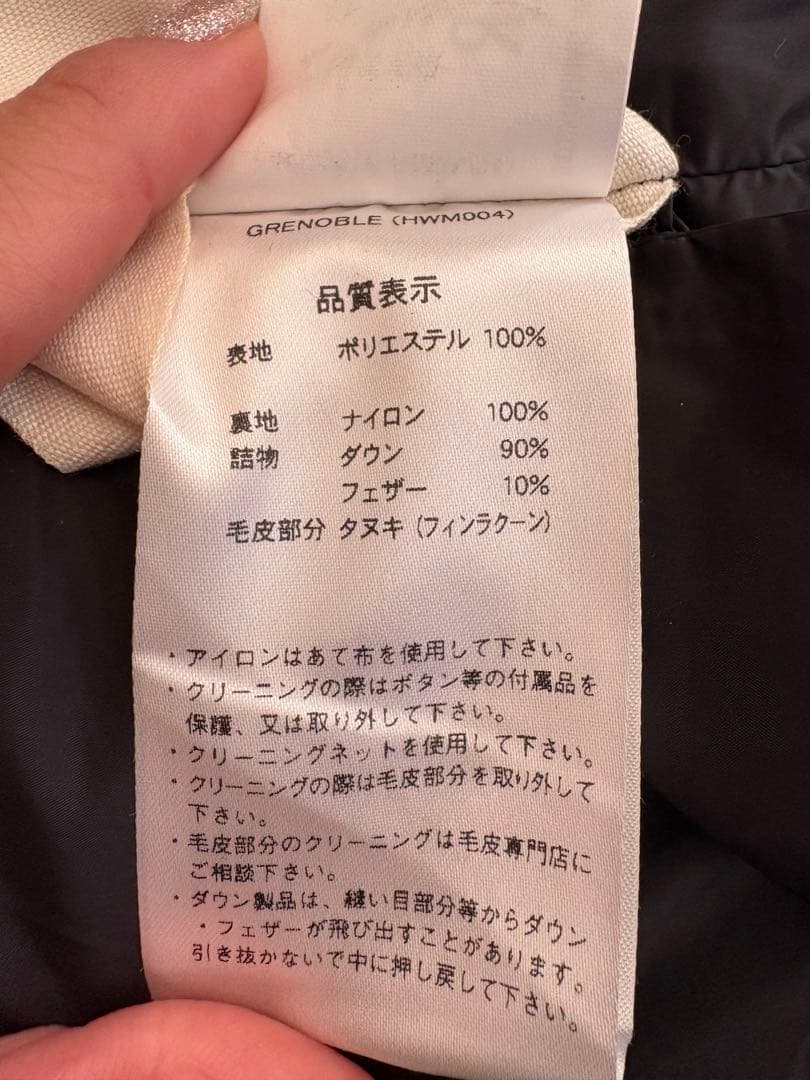 GRENOBLE (HWM004)
品質表示
表地 ポリエステル 100%
裏地 ナイロン 100%
詰物 ダウン 90%
フェザー 10%
毛皮部分 タヌキ (フィンラクーン)
・アイロンはあて布を使用して下さい。
・クリーニングの際はボタン等の付属品を
保護、又は取り外して下さい。
・クリーニングネットを使用して下さい。
・クリーニングの際は毛皮部分を取り外して
下さい。
・毛皮部分のクリーニングは毛皮専門店に
ご相談下さい。
・ダウン製品は、縫い目部分等からダウン
・フェザーが飛び出すことがあります。
引き抜かないで中に押し戻して下さい。